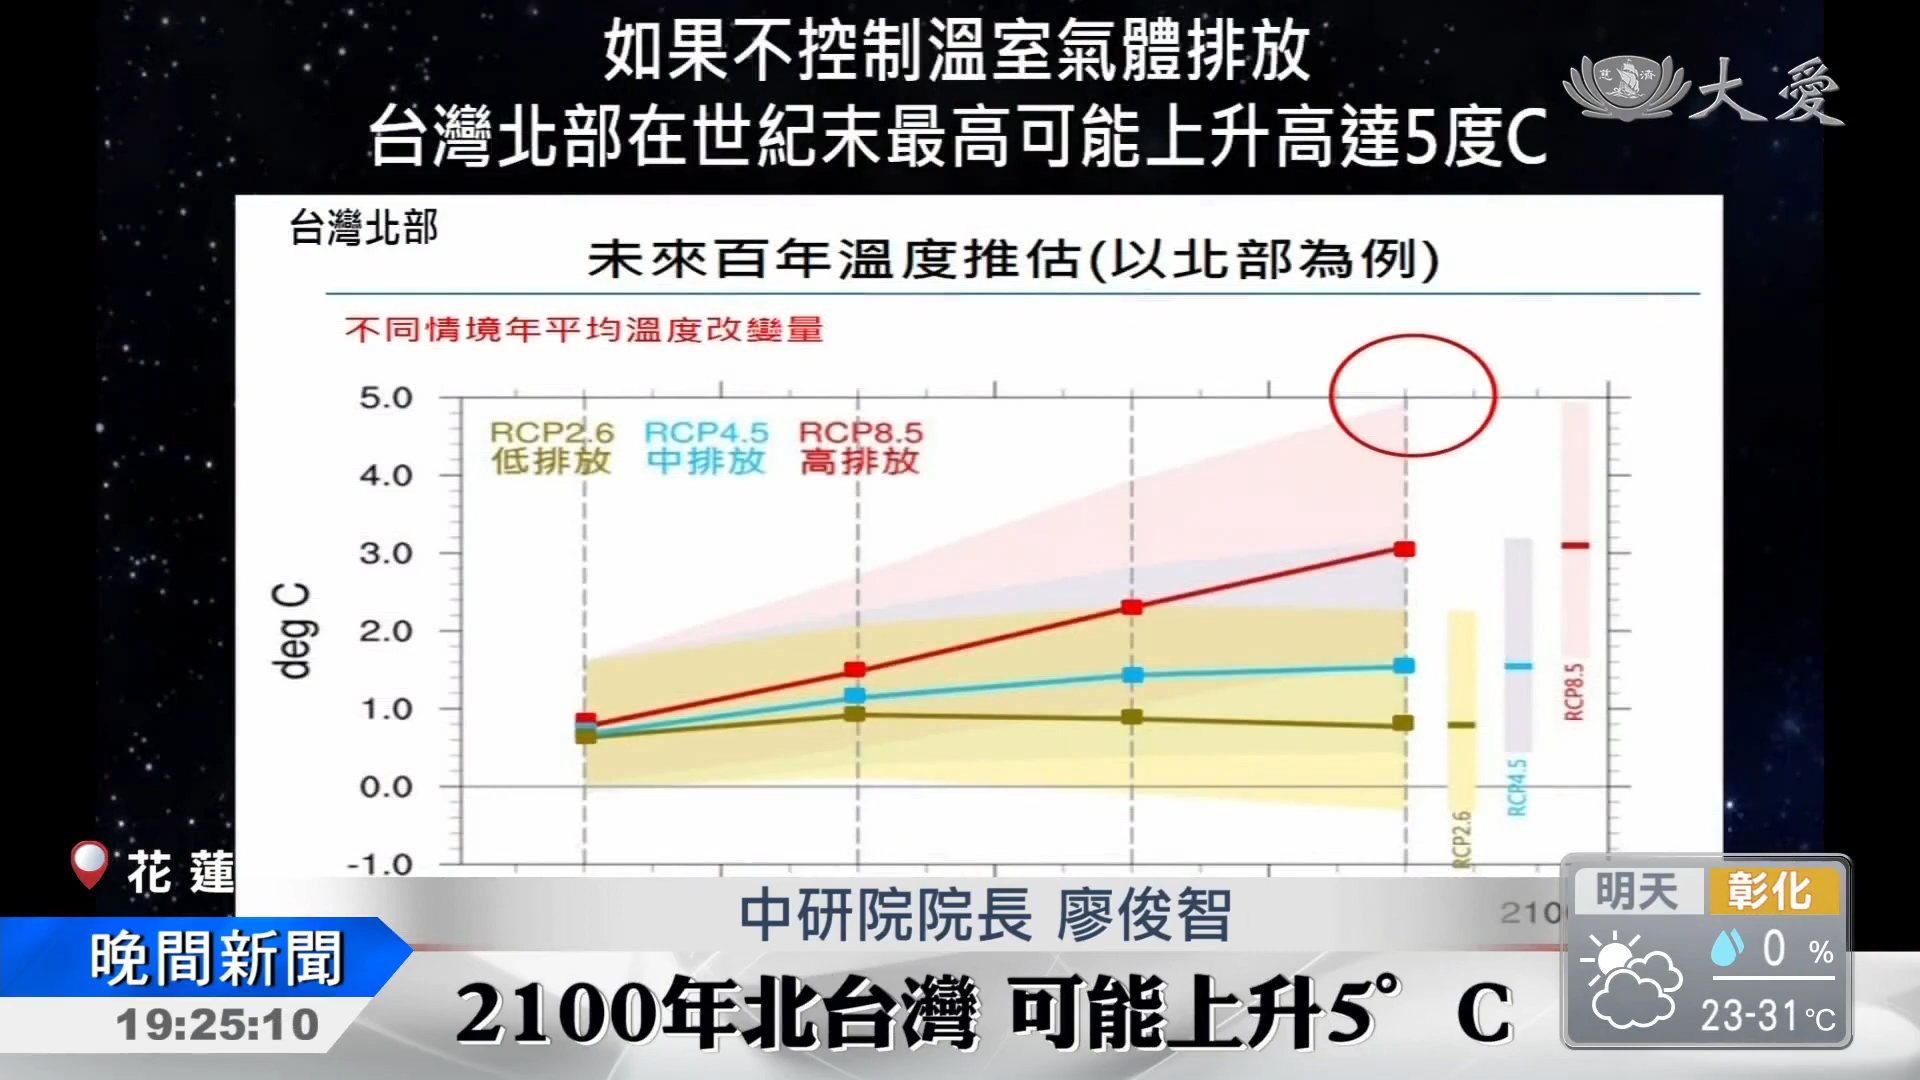 如果不控制溫室氣體排放
台灣北部在世紀末最高可能上升高達5度C
慈濟
大愛
台灣北部
未來百年溫度推估(以北部為例)
不同情境年平均溫度改變量
5.0
4.0
3.0
2.0
1.0
0.0
-1.0
deg C
RCP2.6 RCP4.5 RCP8.5
低排放 中排放 高排放
RCP2.6
RCP4.5
RCP8.5
210
花蓮
中研院院長 廖俊智
晚間新聞
19:25:10
2100年北台灣 可能上升5°C
明天 彰化
0 %
23-31°C